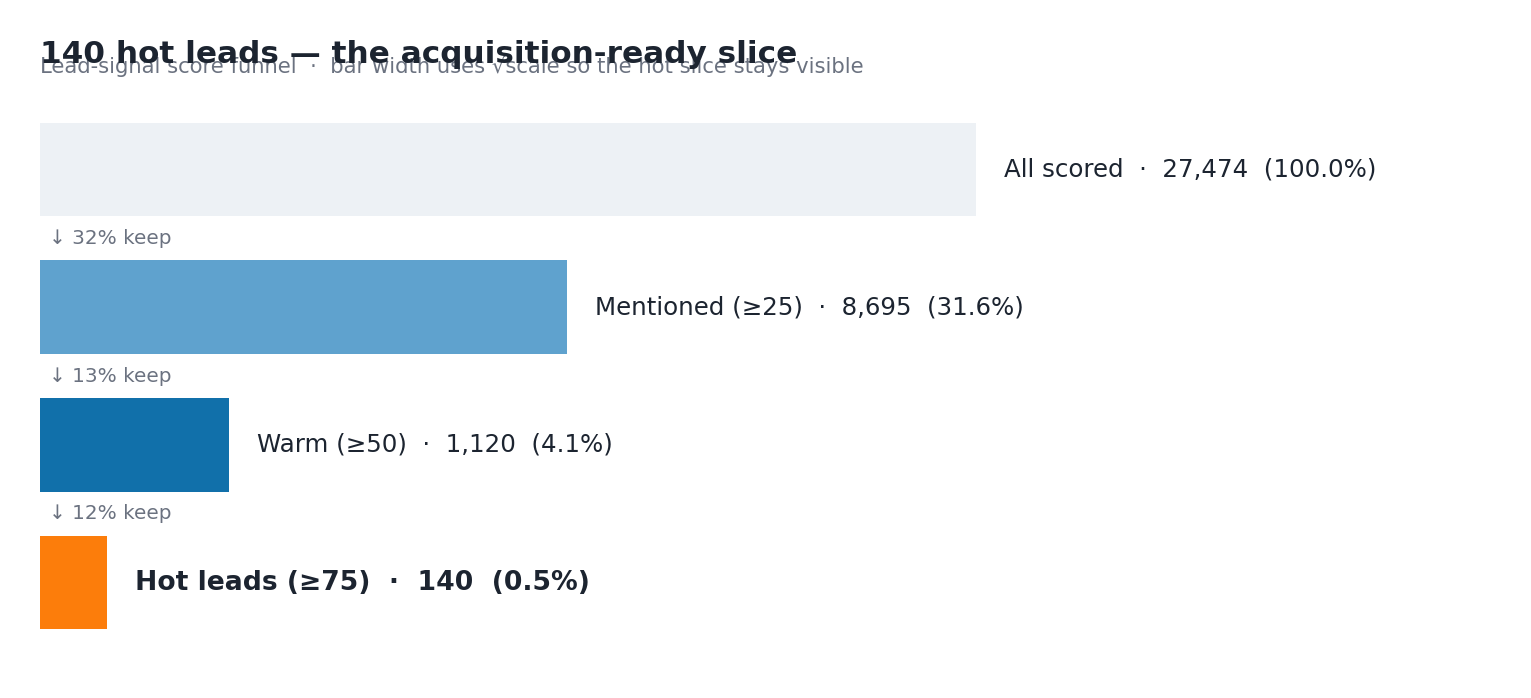 140 hot leads — the acquisition-ready slice
Lead-signal score funnel · bar width uses √scale so the hot slice stays visible
All scored · 27,474 (100.0%)
↓ 32% keep
Mentioned (≥25) · 8,695 (31.6%)
↓ 13% keep
Warm (≥50) · 1,120 (4.1%)
↓ 12% keep
Hot leads (≥75) · 140 (0.5%)